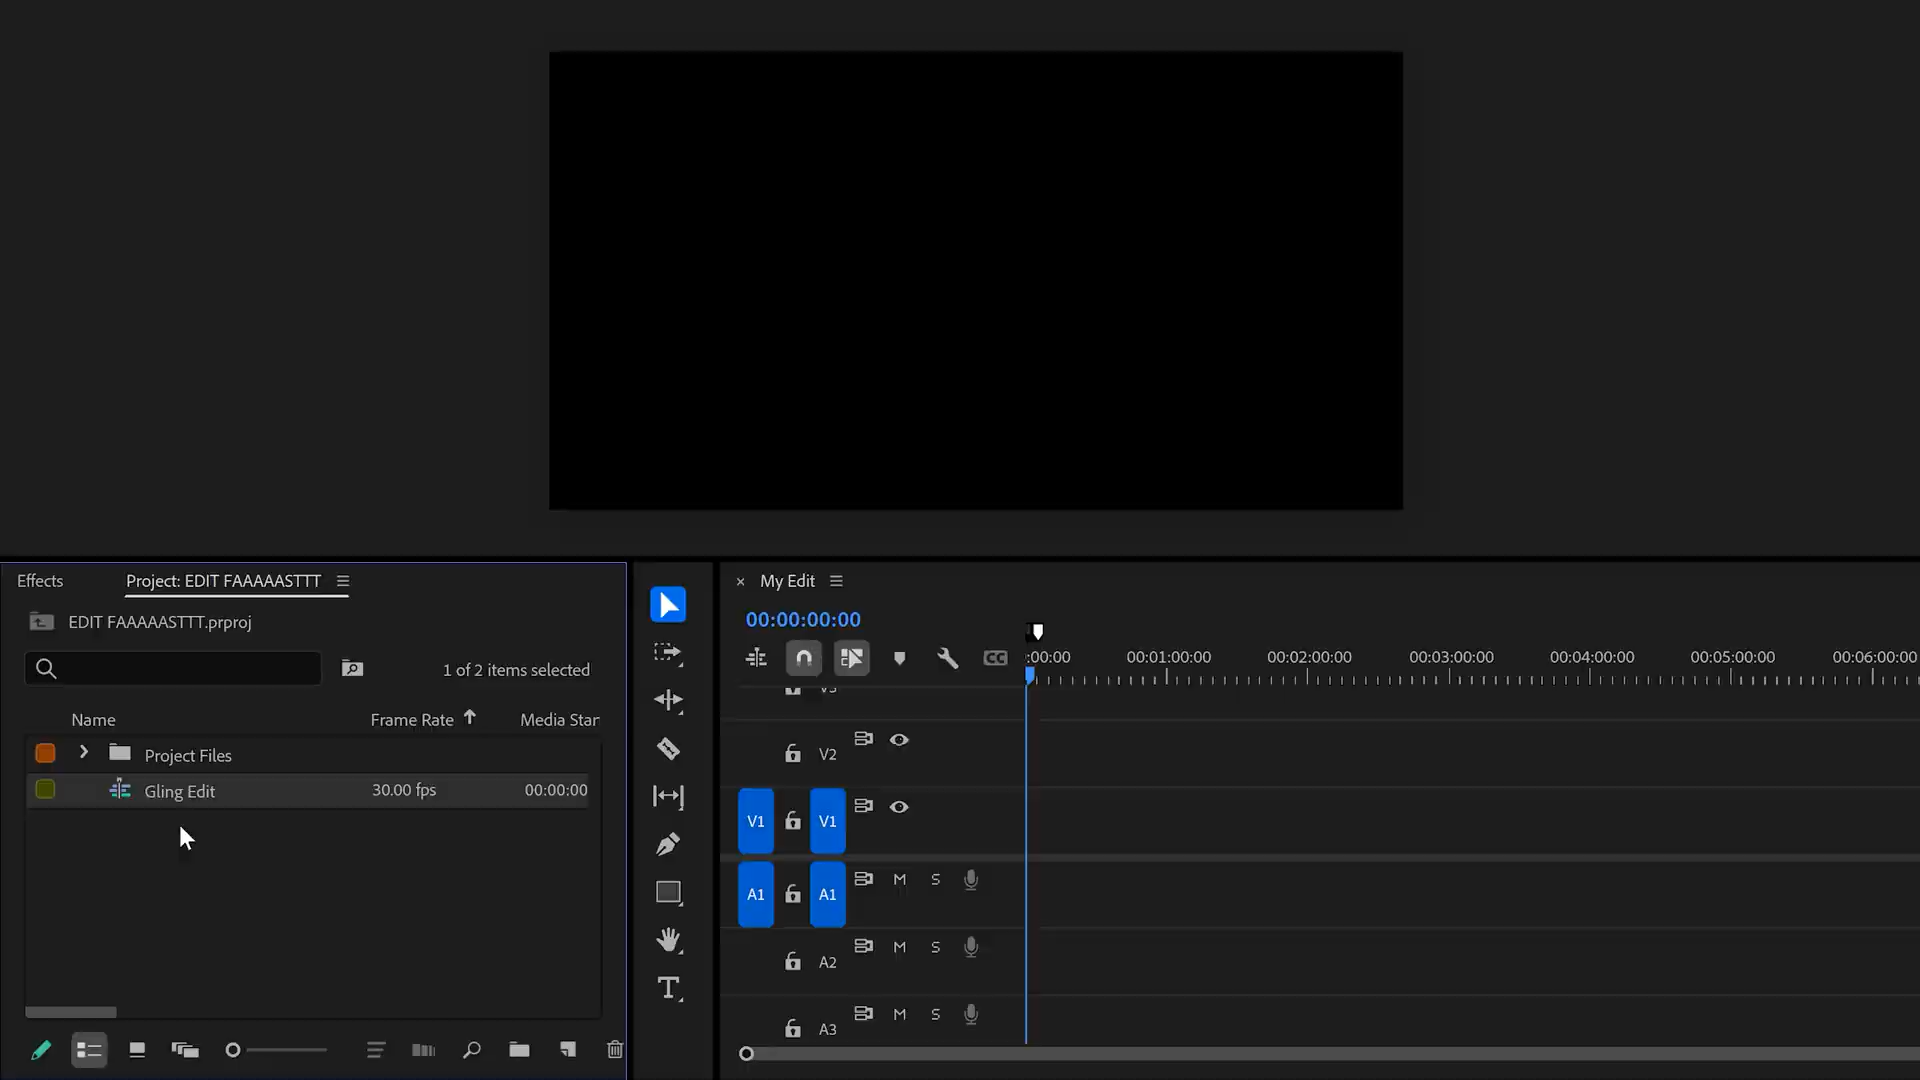 Effects
Project: EDIT FAAAAASTTT
EDIT FAAAAASTTT.prproj
1 of 2 items selected
Name
Frame Rate
Media Star
Project Files
Gling Edit
30.00 fps
00:00:00
My Edit
00:00:00:00
CC
:00:00
00:01:00:00
00:02:00:00
00:03:00:00
00:04:00:00
00:05:00:00
00:06:00:00
V3
V2
V1
V1
A1
A1
M
S
A2
M
S
A3
M
S